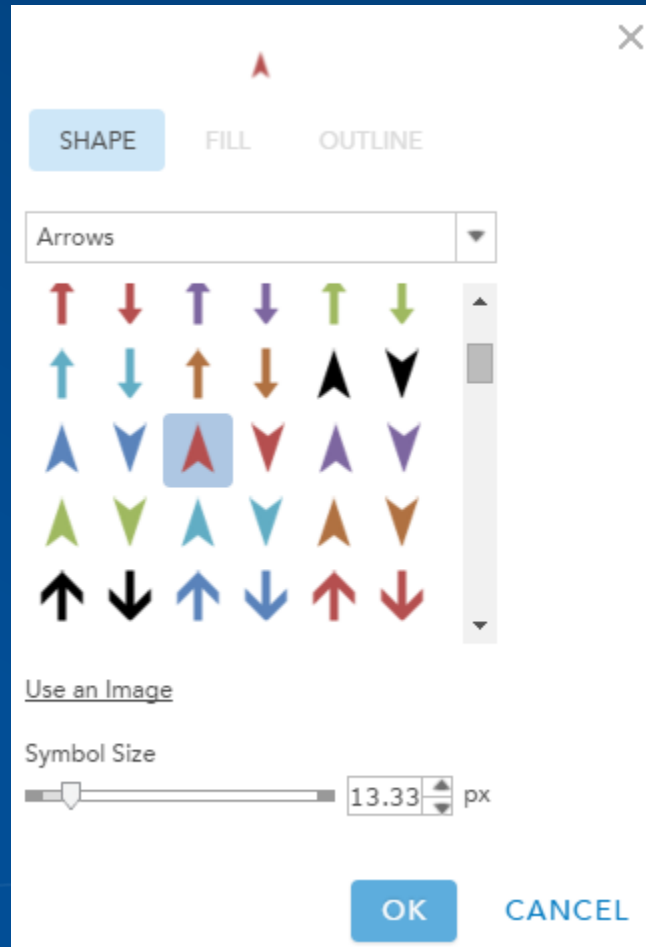 SHAPE FILL OUTLINE
Arrows
Use an Image
Symbol Size
13.33 px
OK CANCEL